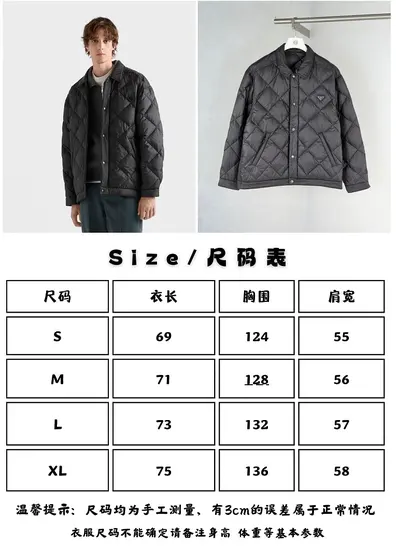 Size/尺码表
尺码 衣长 胸围 肩宽
S 69 124 55
M 71 128 56
L 73 132 57
XL 75 136 58
温馨提示：尺码均为手工测量、有3cm的误差属于正常情况
衣服尺码不能确定请备注身高 体重等基本参数